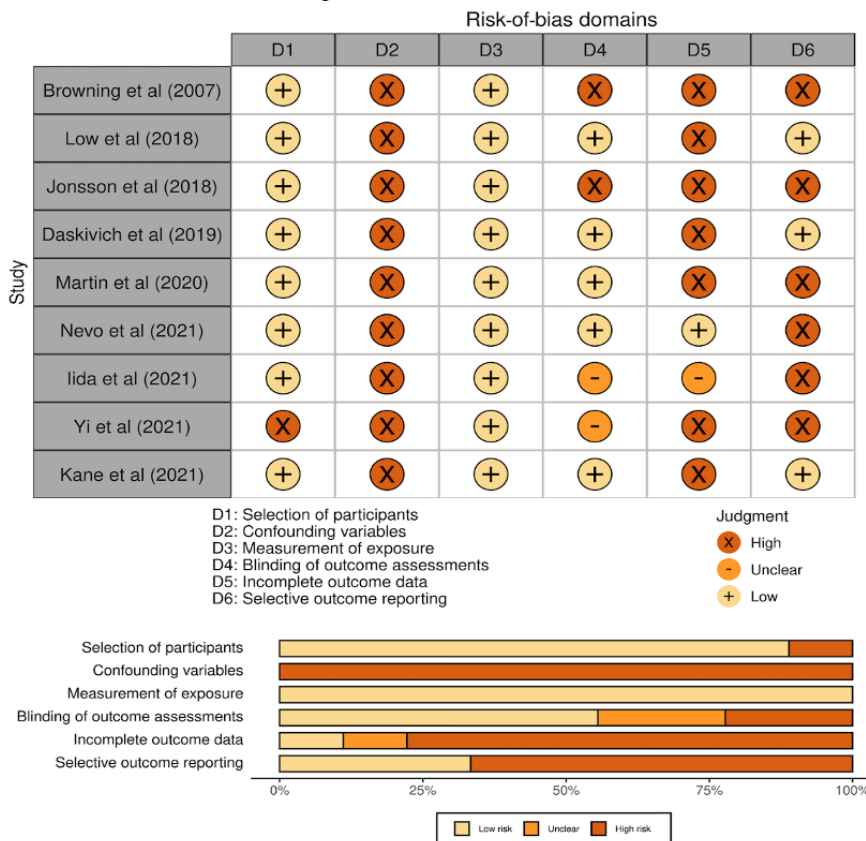 Risk-of-bias domains
D1 D2 D3 D4 D5 D6
Study
Browning et al (2007) + X + X X X
Low et al (2018) + X + + X +
Jonsson et al (2018) + X + X X X
Daskivich et al (2019) + X + + X +
Martin et al (2020) + X + + X X
Nevo et al (2021) + X + + + X
Iida et al (2021) + X + - - X
Yi et al (2021) X X + - X X
Kane et al (2021) + X + + X +
D1: Selection of participants
D2: Confounding variables
D3: Measurement of exposure
D4: Blinding of outcome assessments
D5: Incomplete outcome data
D6: Selective outcome reporting
Judgment
X High
- Unclear
+ Low
Selection of participants
Confounding variables
Measurement of exposure
Blinding of outcome assessments
Incomplete outcome data
Selective outcome reporting
0% 25% 50% 75% 100%
Low risk Unclear High risk